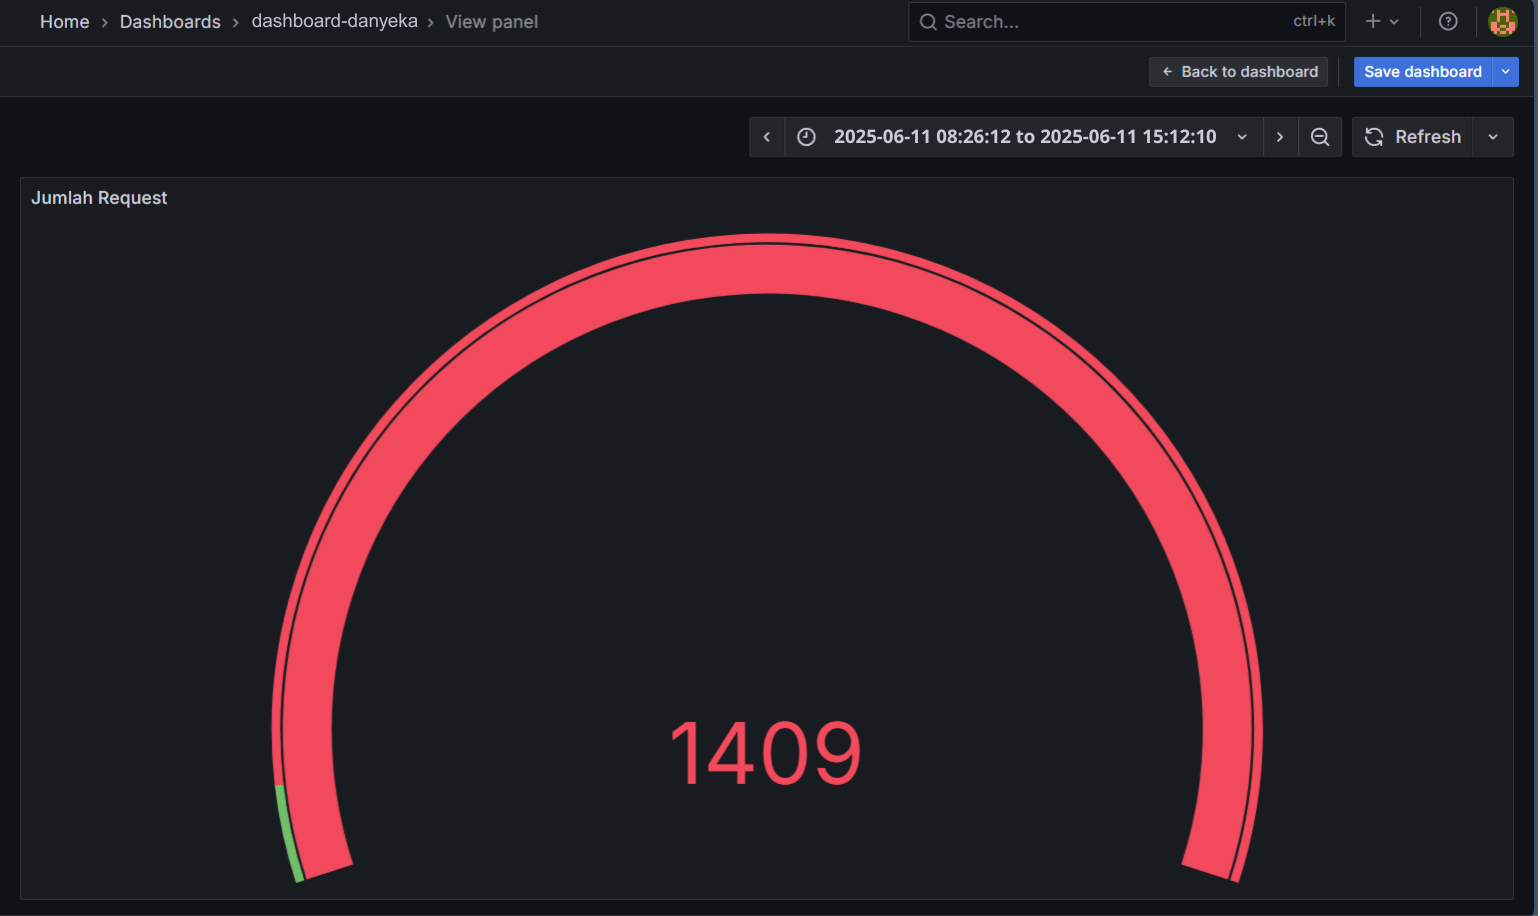 Home › Dashboards › dashboard-danyeka › View panel
Search... ctrl+k
Back to dashboard
Save dashboard
2025-06-11 08:26:12 to 2025-06-11 15:12:10
Refresh
Jumlah Request
1409